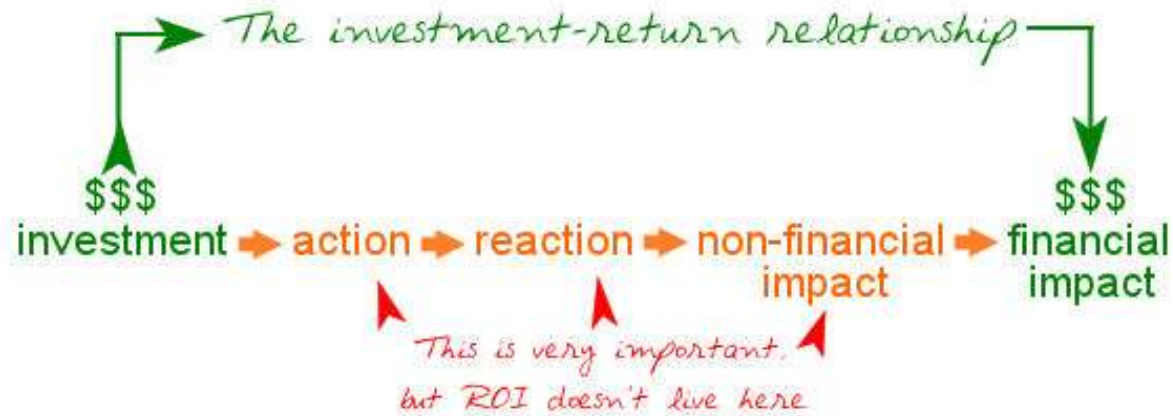 The investment-return relationship
$$$ $$$
investment action reaction non-financial financial
impact impact
This is very important,
but ROI doesn't live here